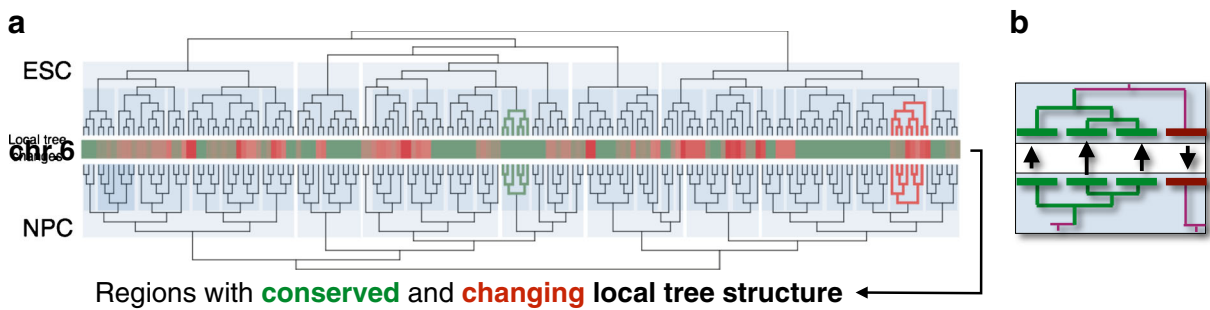 a
b
ESC
Local tree
chr.6
changes
NPC
Regions with conserved and changing local tree structure